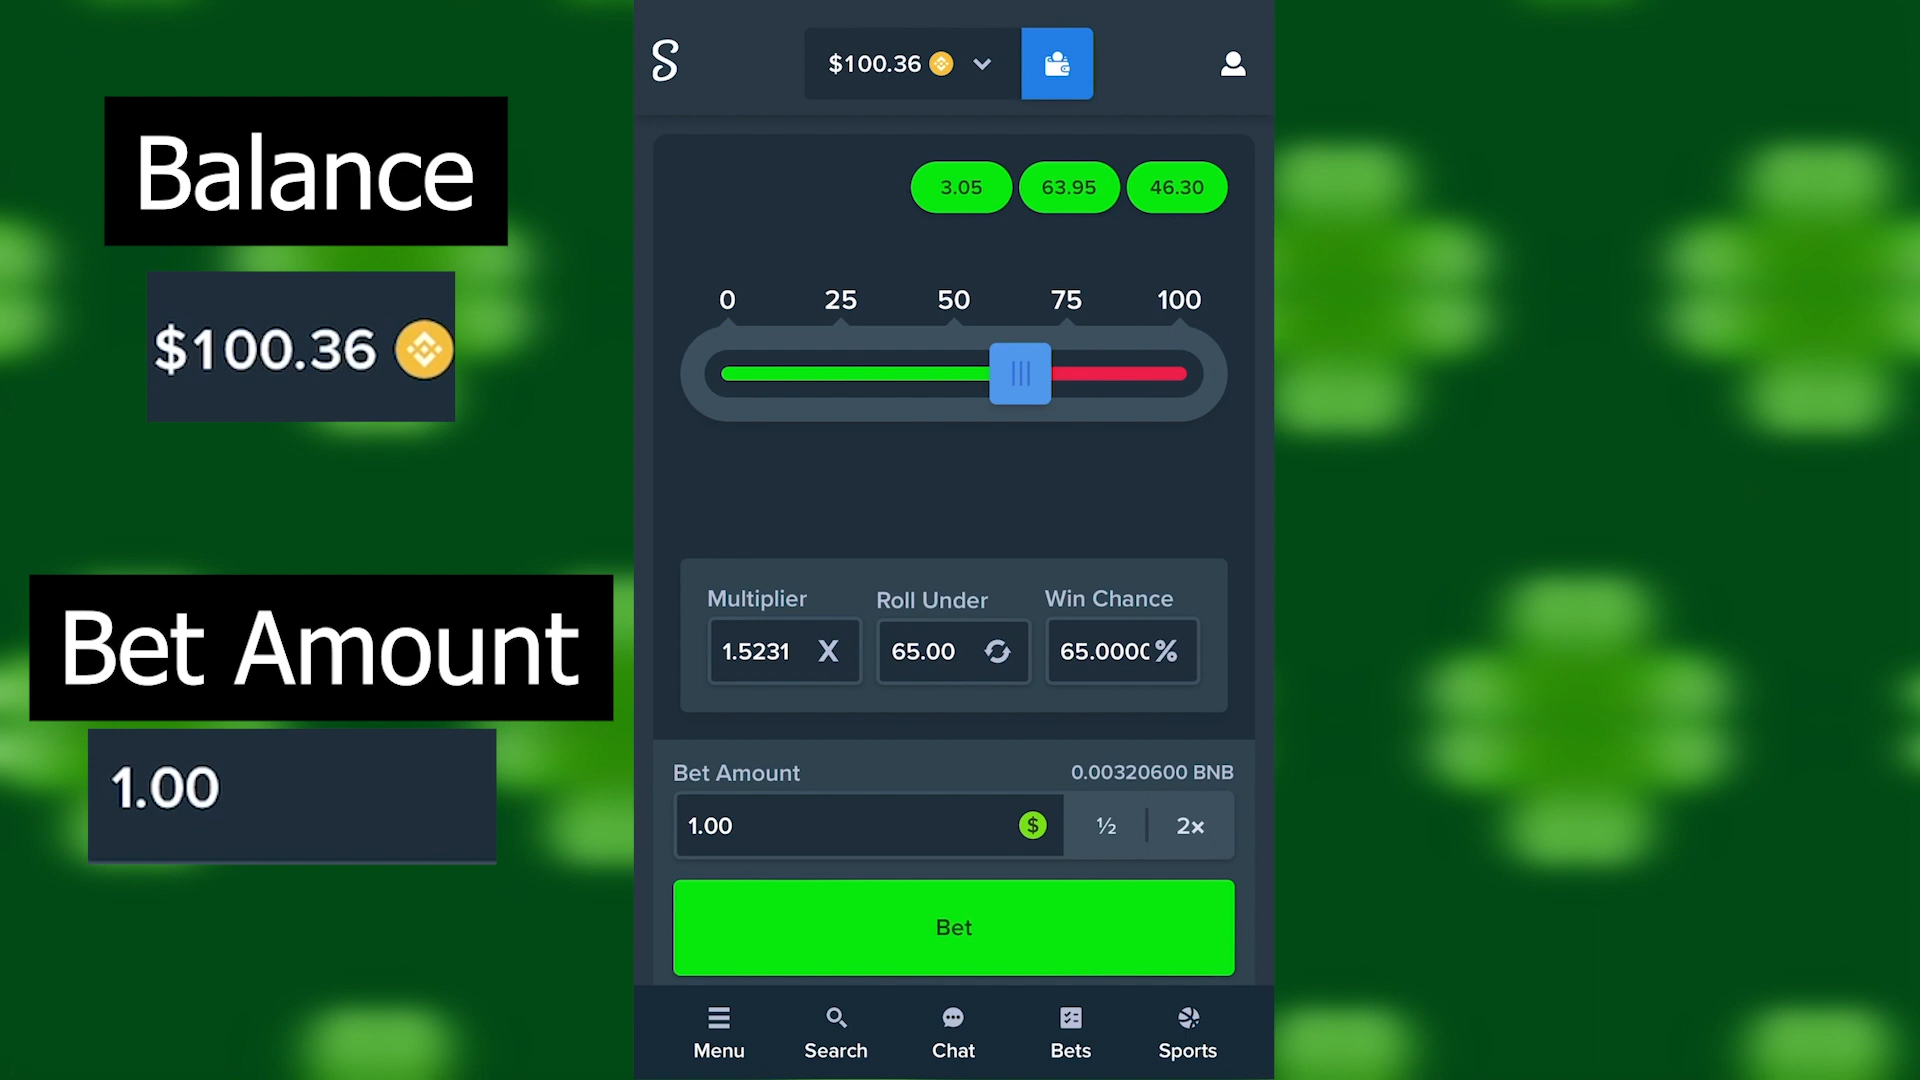 Balance
$100.36
Bet Amount
1.00
S
$100.36
3.05 63.95 46.30
0 25 50 75 100
Multiplier Roll Under Win Chance
1.5231 X 65.00 65.000 %
Bet Amount 0.00320600 BNB
1.00 $ ½ 2×
Bet
Menu Search Chat Bets Sports